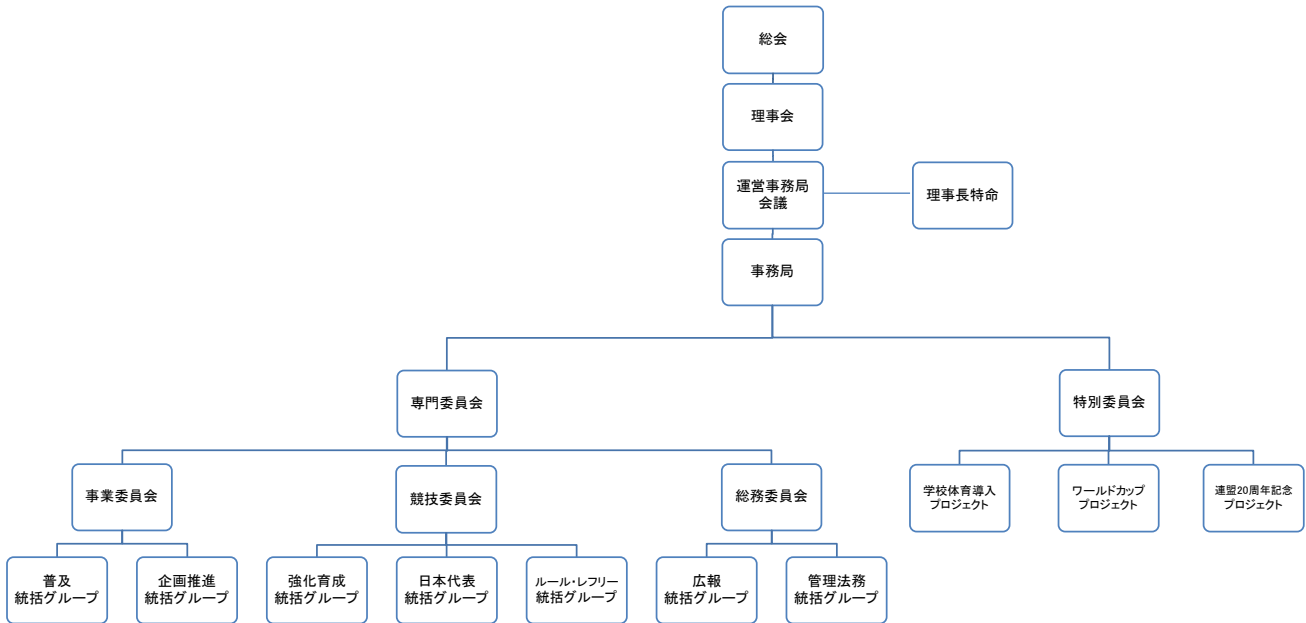 総会
理事会
運営事務局
会議
理事長特命
事務局
専門委員会
特別委員会
事業委員会
競技委員会
総務委員会
学校体育導入
プロジェクト
ワールドカップ
プロジェクト
連盟20周年記念
プロジェクト
普及
統括グループ
企画推進
統括グループ
強化育成
統括グループ
日本代表
統括グループ
ルール・レフリー
統括グループ
広報
統括グループ
管理法務
統括グループ